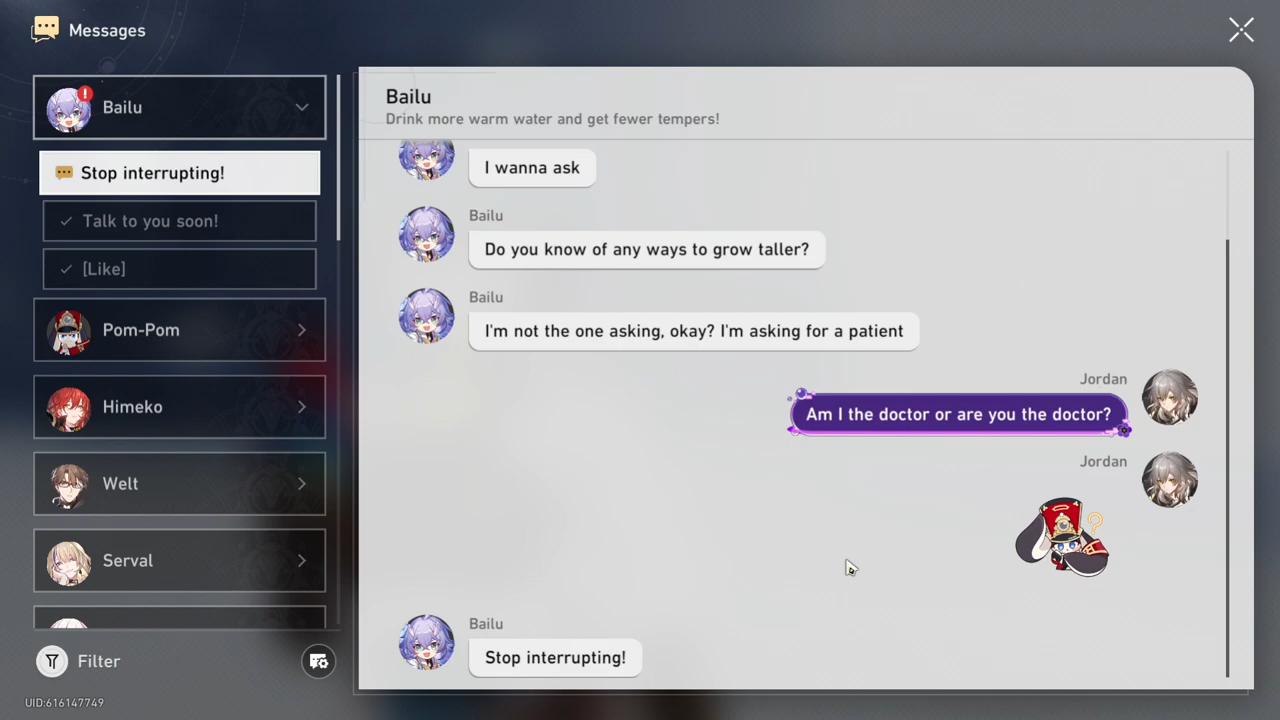 Messages
Bailu
Stop interrupting!
Talk to you soon!
[Like]
Pom-Pom
Himeko
Welt
Serval
Filter
UID:616147749
Bailu
Drink more warm water and get fewer tempers!
I wanna ask
Bailu
Do you know of any ways to grow taller?
Bailu
I'm not the one asking, okay? I'm asking for a patient
Jordan
Am I the doctor or are you the doctor?
Jordan
?
Bailu
Stop interrupting!